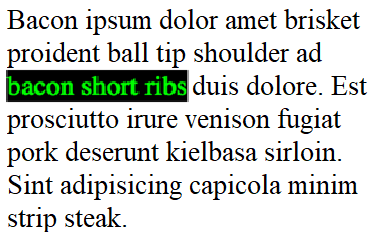 Bacon ipsum dolor amet brisket
proident ball tip shoulder ad
bacon short ribs duis dolore. Est
prosciutto irure venison fugiat
pork deserunt kielbasa sirloin.
Sint adipisicing capicola minim
strip steak.